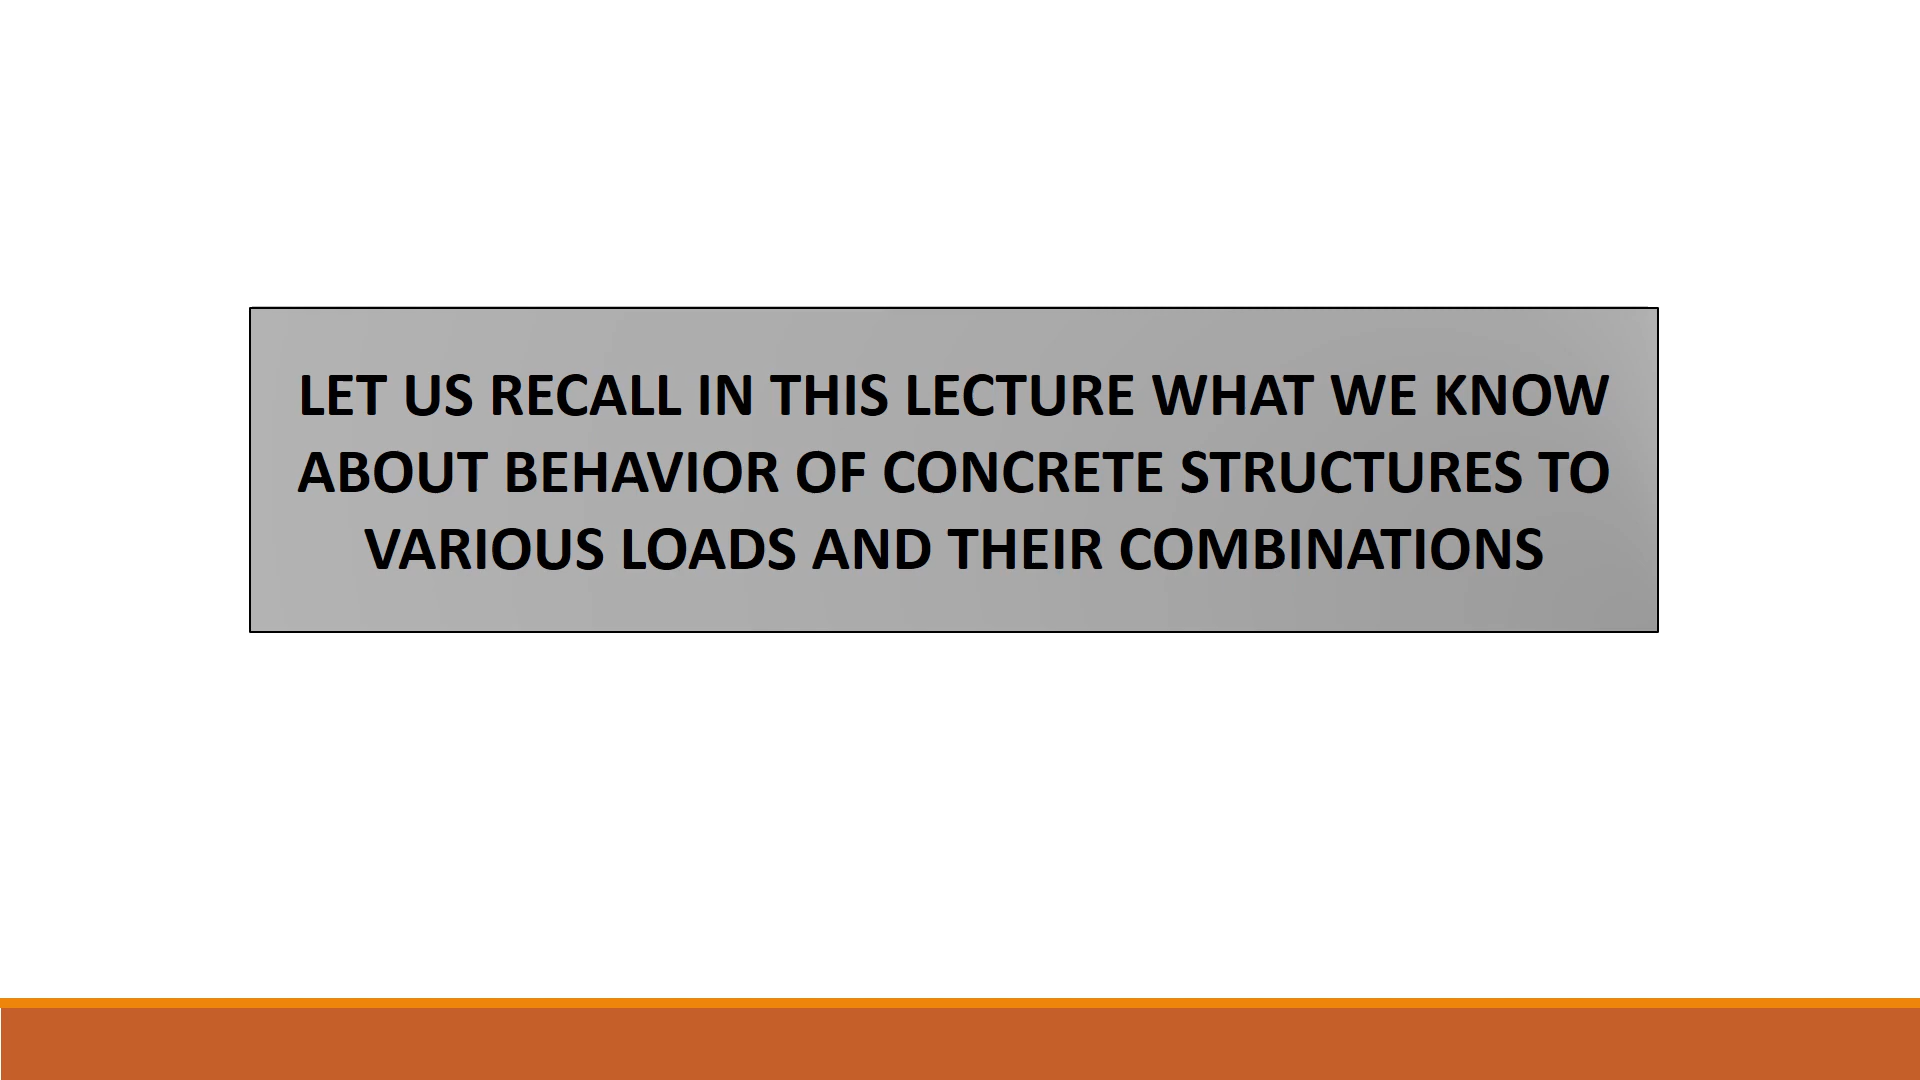 LET US RECALL IN THIS LECTURE WHAT WE KNOW
ABOUT BEHAVIOR OF CONCRETE STRUCTURES TO
VARIOUS LOADS AND THEIR COMBINATIONS